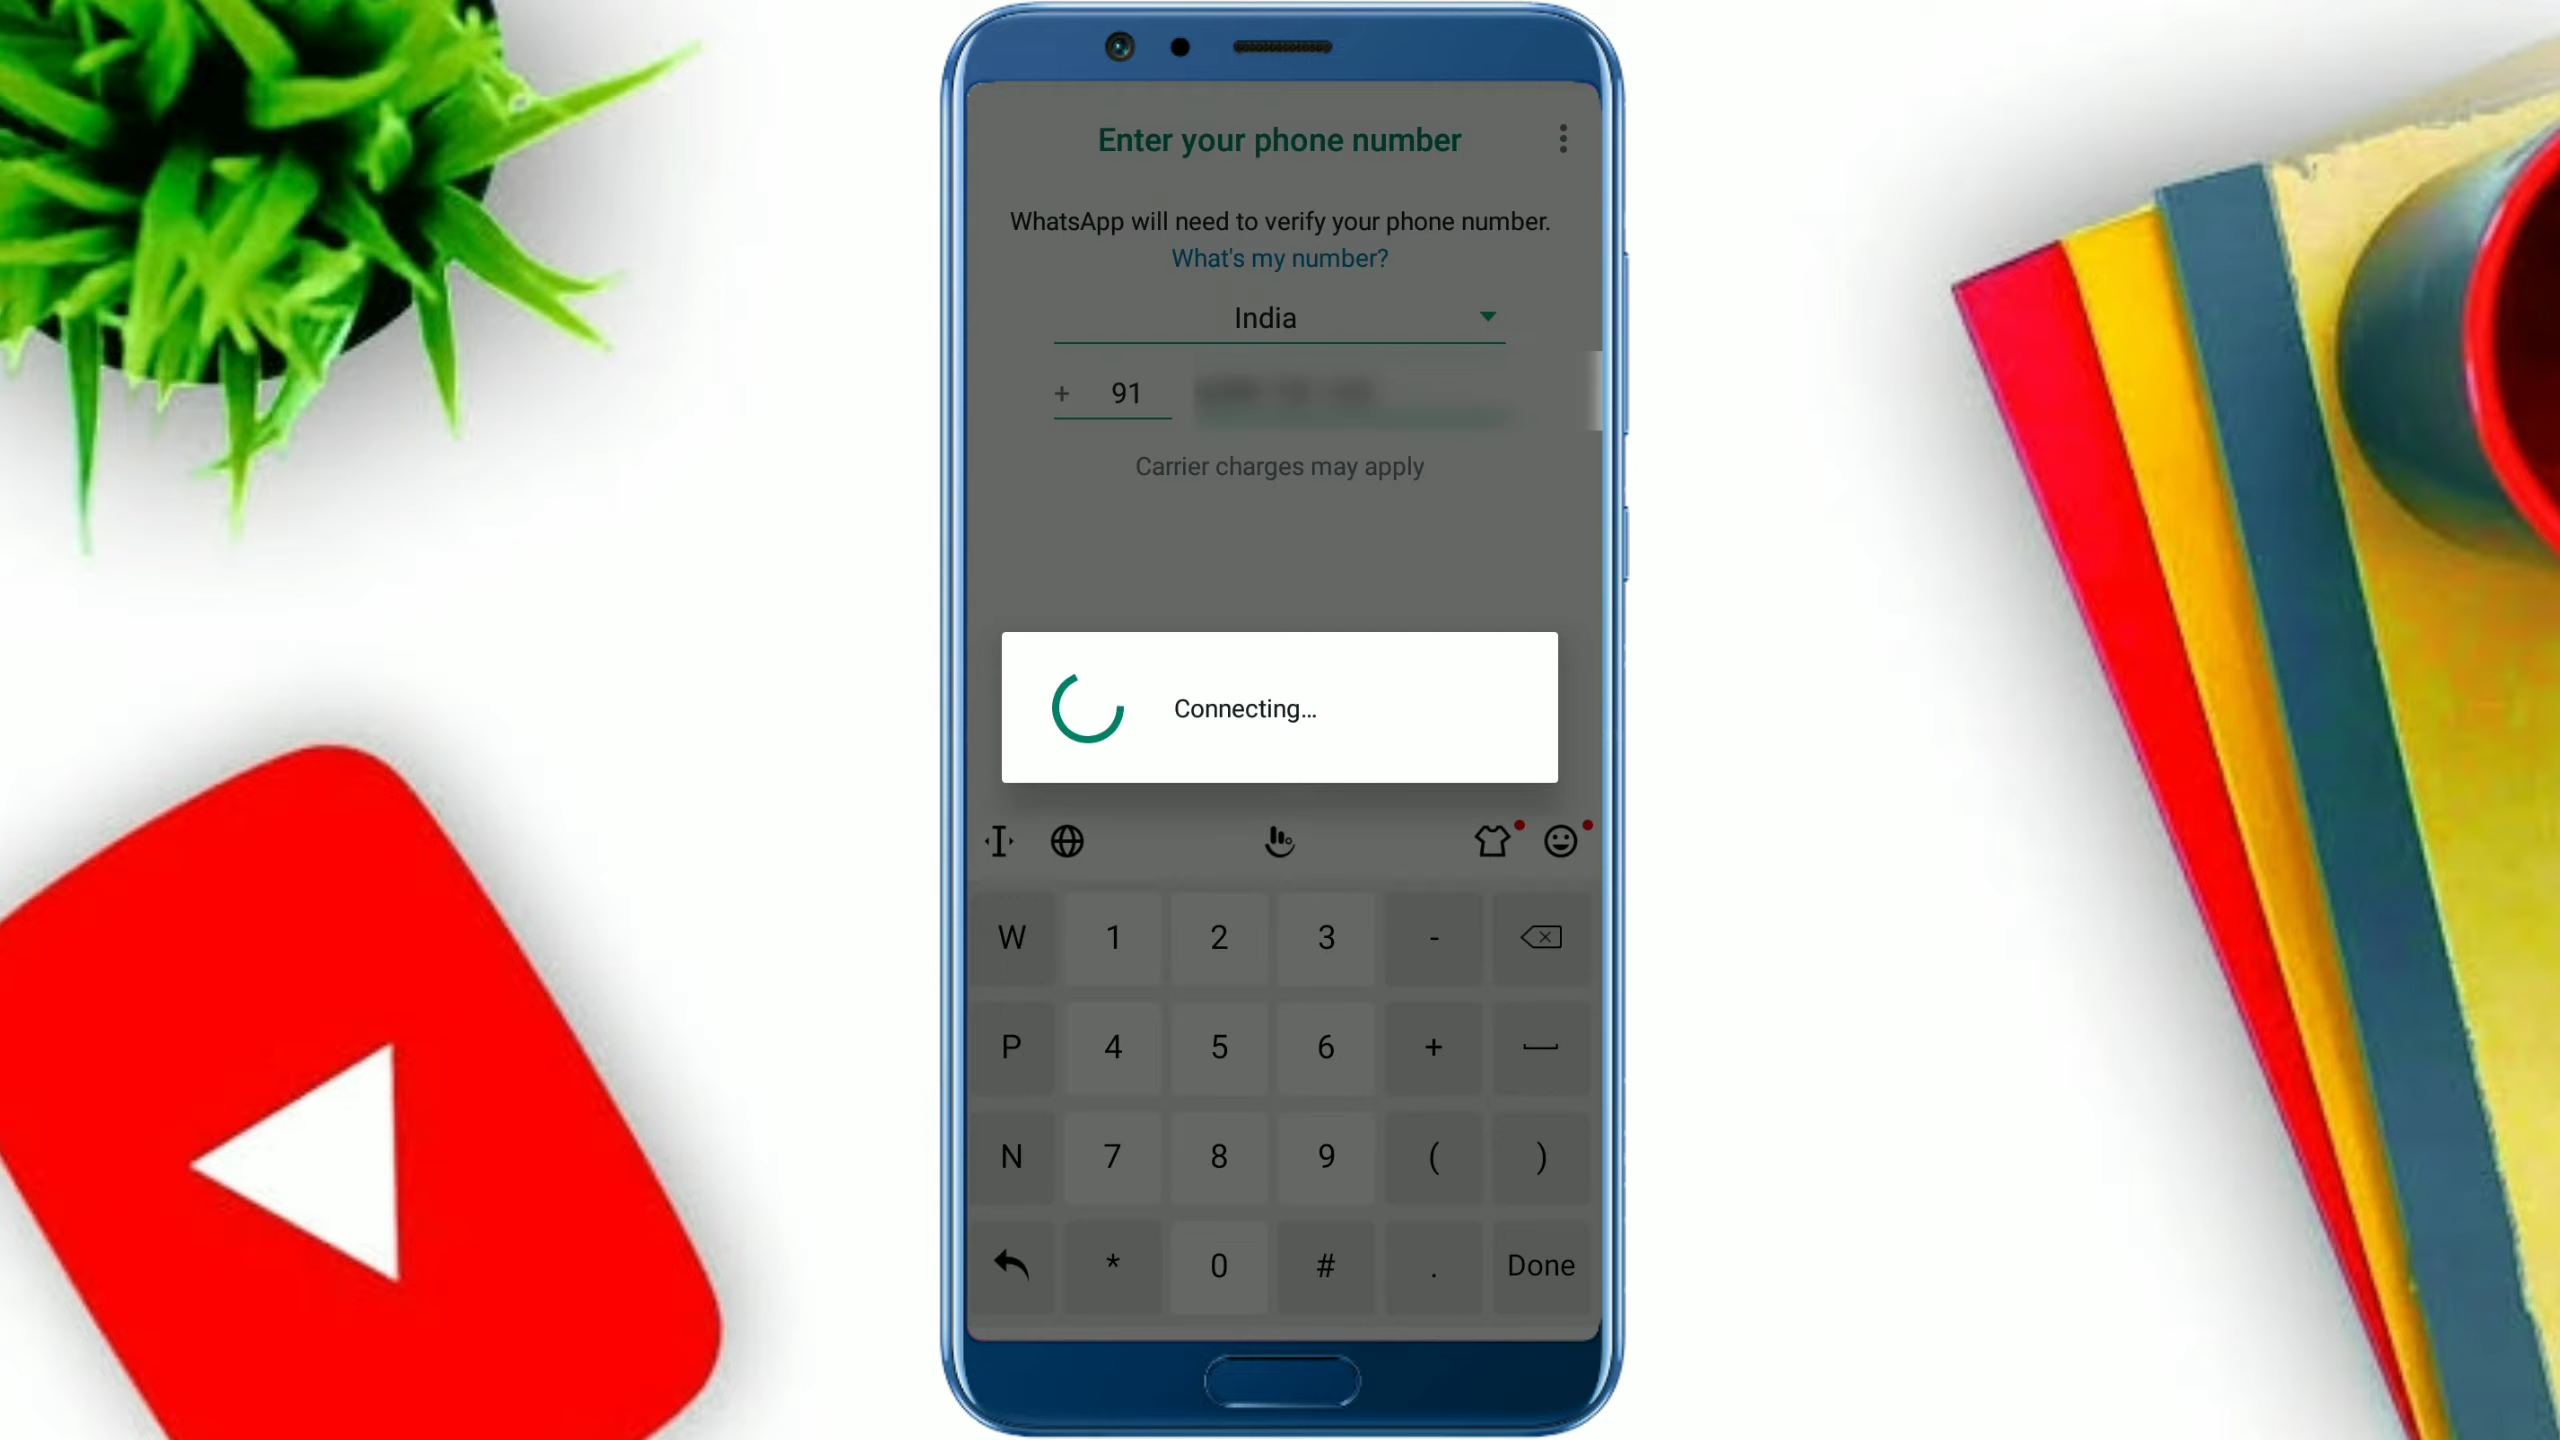 Enter your phone number
WhatsApp will need to verify your phone number.
What's my number?
India
+ 91
Carrier charges may apply
Connecting...
W 1 2 3 -
P 4 5 6 +
N 7 8 9 ( )
* 0 # . Done